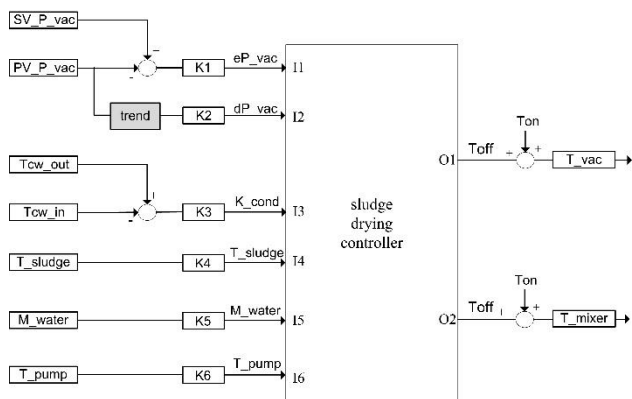 SV_P_vac
−
PV_P_vac
-
K1
eP_vac
I1
trend
K2
dP_vac
I2
Ton
Toff
+
+
O1
T_vac
Tcw_out
+
Tcw_in
-
K3
K_cond
I3
sludge
drying
controller
T_sludge
K4
T_sludge
I4
M_water
K5
M_water
I5
Ton
O2
Toff
+
+
T_mixer
T_pump
K6
T_pump
I6